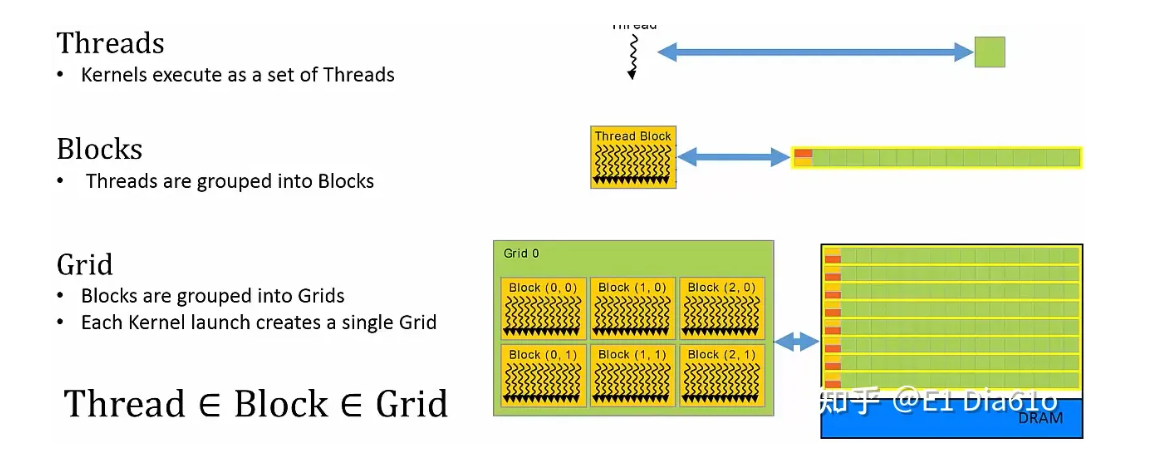 Thread
Threads
• Kernels execute as a set of Threads
Thread Block
Blocks
• Threads are grouped into Blocks
Grid 0
Grid
• Blocks are grouped into Grids
• Each Kernel launch creates a single Grid
Block (0, 0) Block (1, 0) Block (2, 0)
Block (0, 1) Block (1, 1) Block (2, 1)
Thread ∈ Block ∈ Grid
知乎 @E1 Dia61o
DRAM